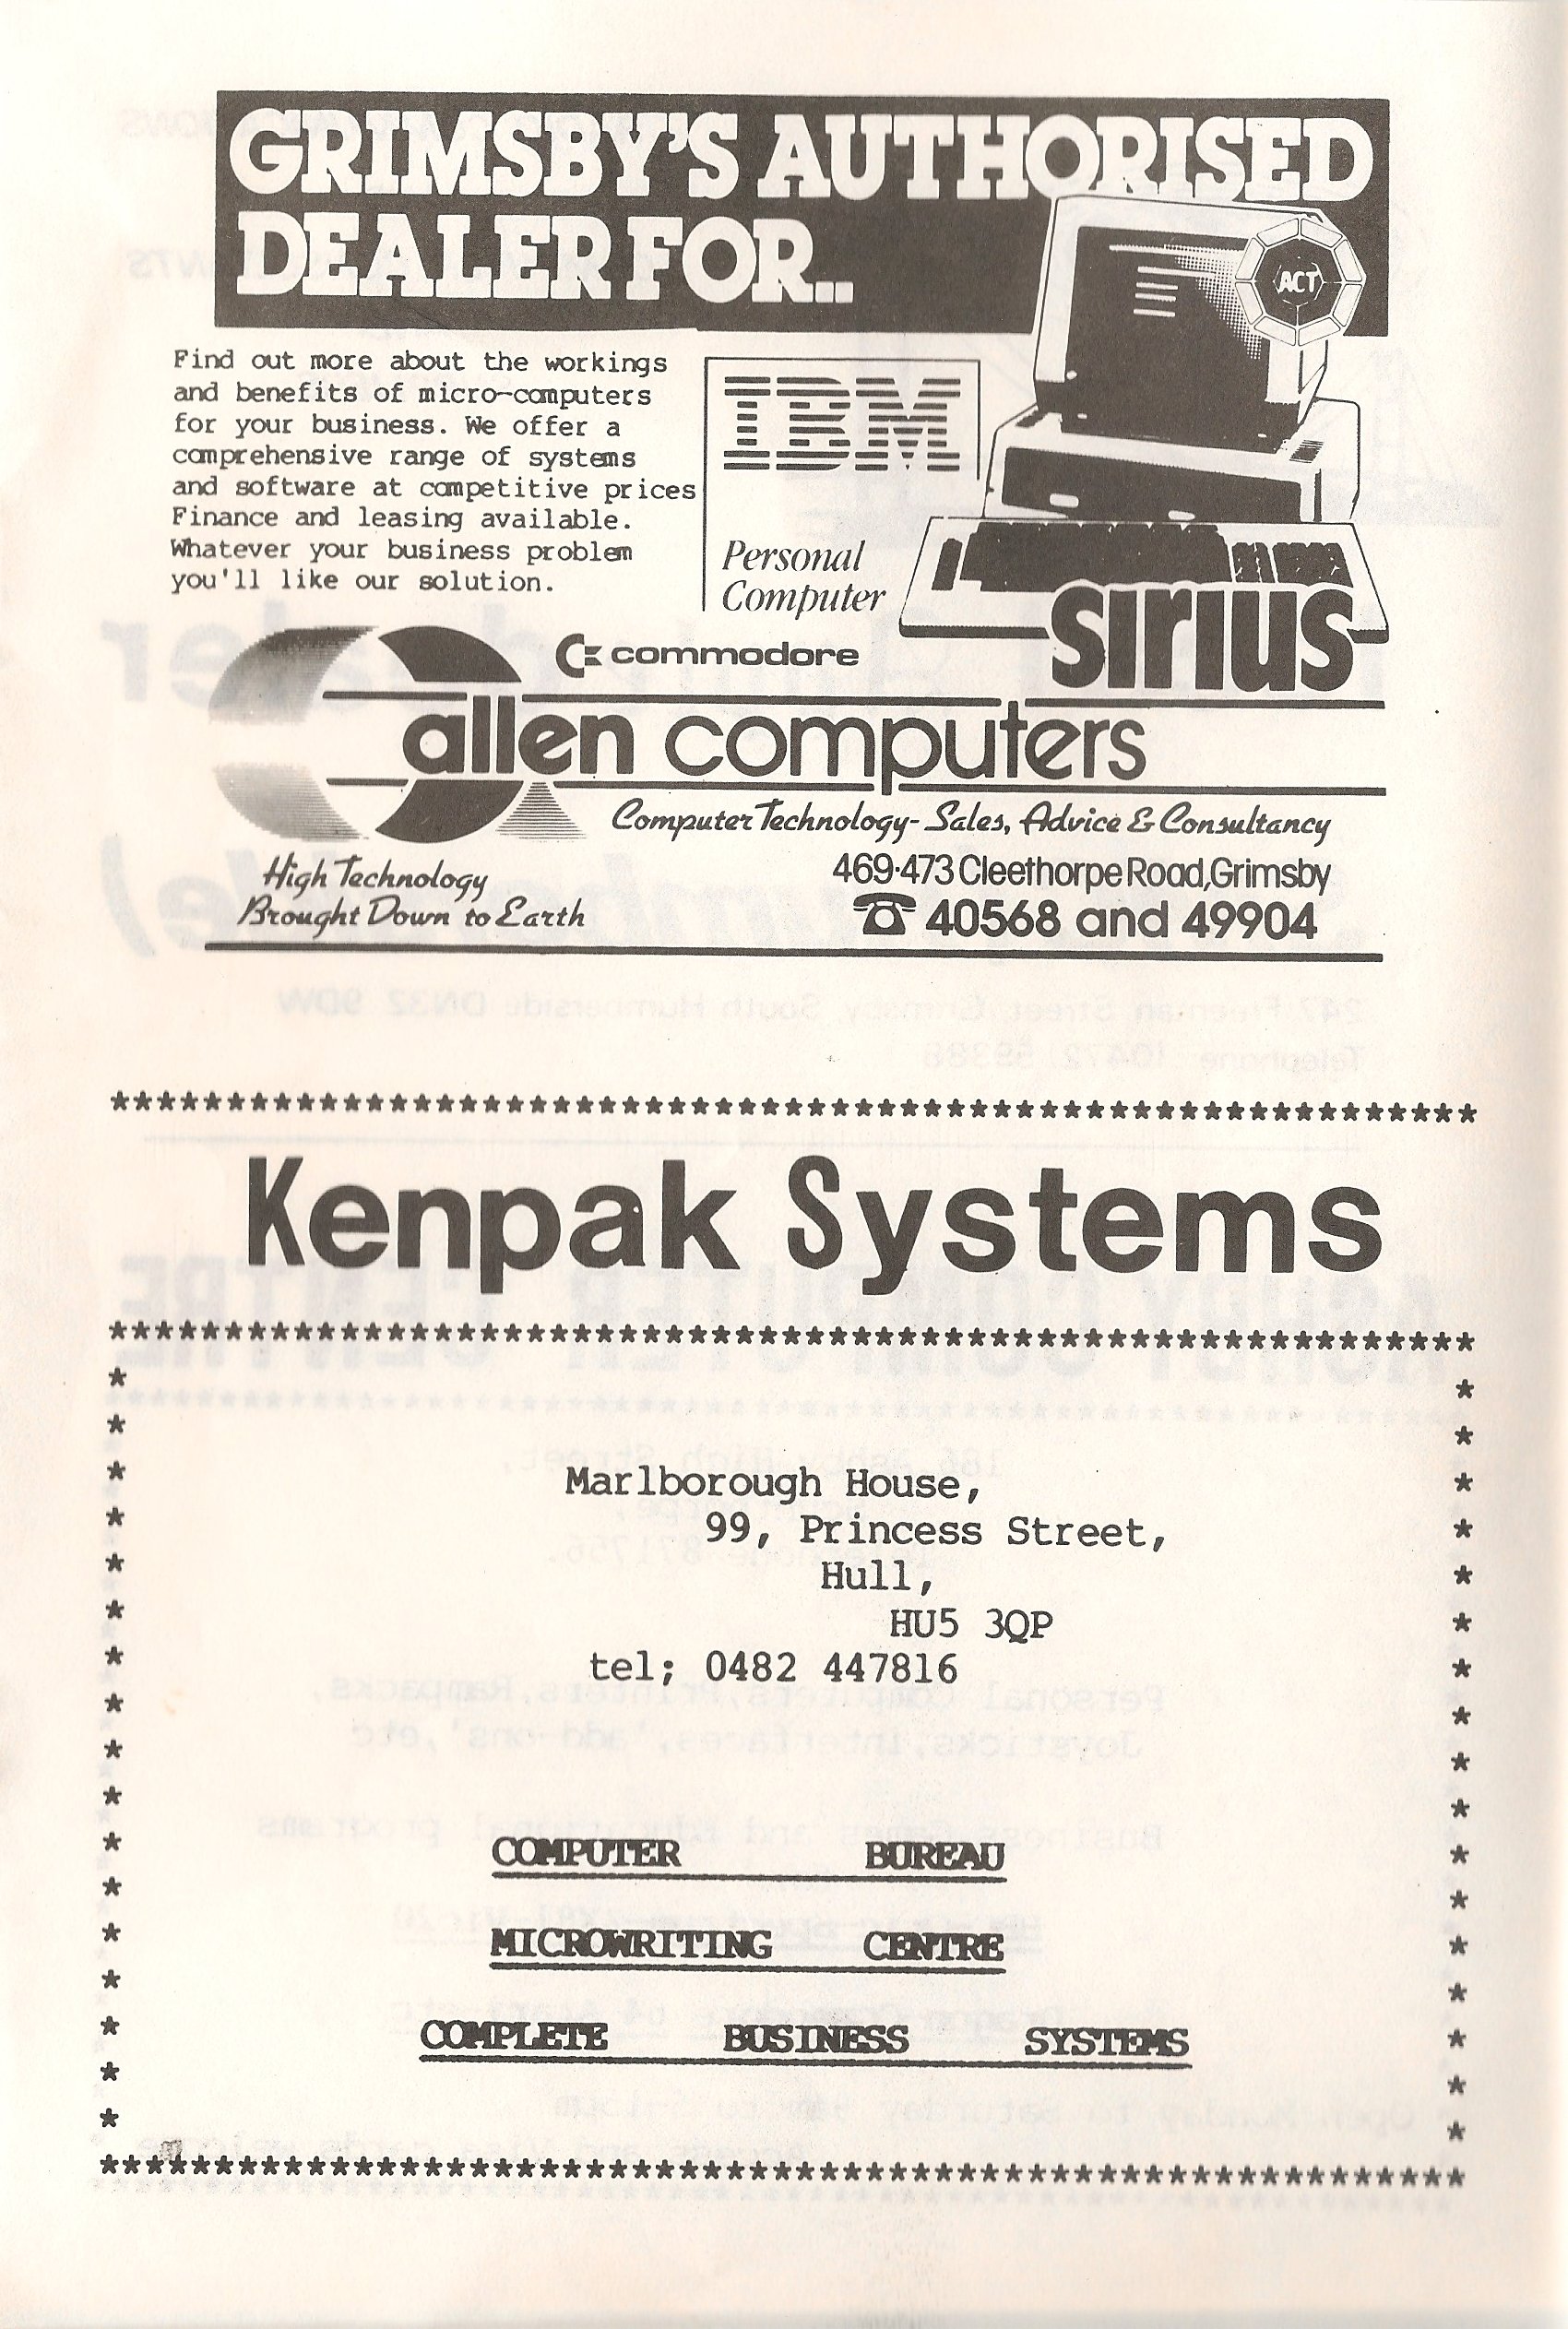 GRIMSBY'S AUTHORISED
DEALER FOR..
ACT
Find out more about the workings
and benefits of micro-computers
for your business. We offer a
comprehensive range of systems
and software at competitive prices
Finance and leasing available.
Whatever your business problem
you'll like our solution.
IBM
Personal
Computer
sirius
commodore
allen computers
Computer Technology- Sales, Advice & Consultancy
High Technology
Brought Down to Earth
469·473 Cleethorpe Road, Grimsby
☎ 40568 and 49904
***********************************************************
Kenpak Systems
***********************************************************
Marlborough House,
99, Princess Street,
Hull,
HU5 3QP
tel; 0482 447816
COMPUTER BUREAU
MICROWRITING CENTRE
COMPLETE BUSINESS SYSTEMS
***********************************************************